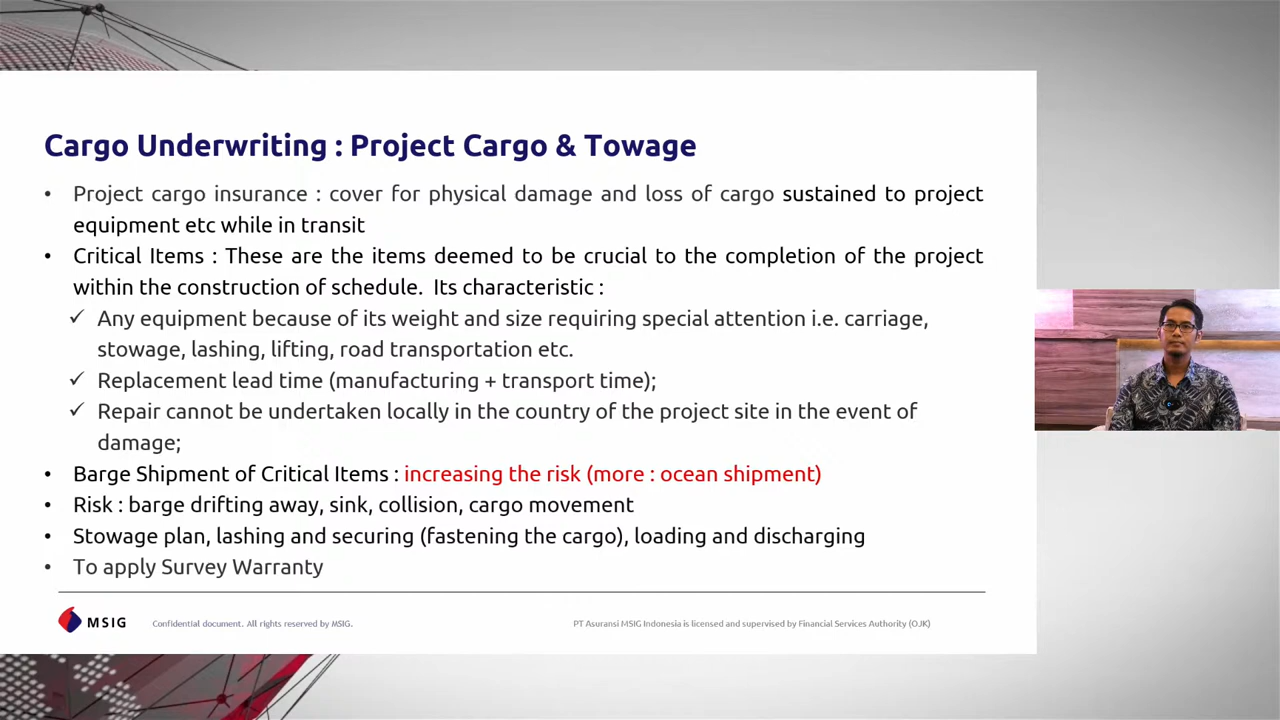 Cargo Underwriting : Project Cargo & Towage
• Project cargo insurance : cover for physical damage and loss of cargo sustained to project
equipment etc while in transit
• Critical Items : These are the items deemed to be crucial to the completion of the project
within the construction of schedule. Its characteristic :
✓ Any equipment because of its weight and size requiring special attention i.e. carriage,
stowage, lashing, lifting, road transportation etc.
✓ Replacement lead time (manufacturing + transport time);
✓ Repair cannot be undertaken locally in the country of the project site in the event of
damage;
• Barge Shipment of Critical Items : increasing the risk (more : ocean shipment)
• Risk : barge drifting away, sink, collision, cargo movement
• Stowage plan, lashing and securing (fastening the cargo), loading and discharging
• To apply Survey Warranty
MSIG
Confidential document. All rights reserved by MSIG.
PT Asuransi MSIG Indonesia is licensed and supervised by Financial Services Authority (OJK)